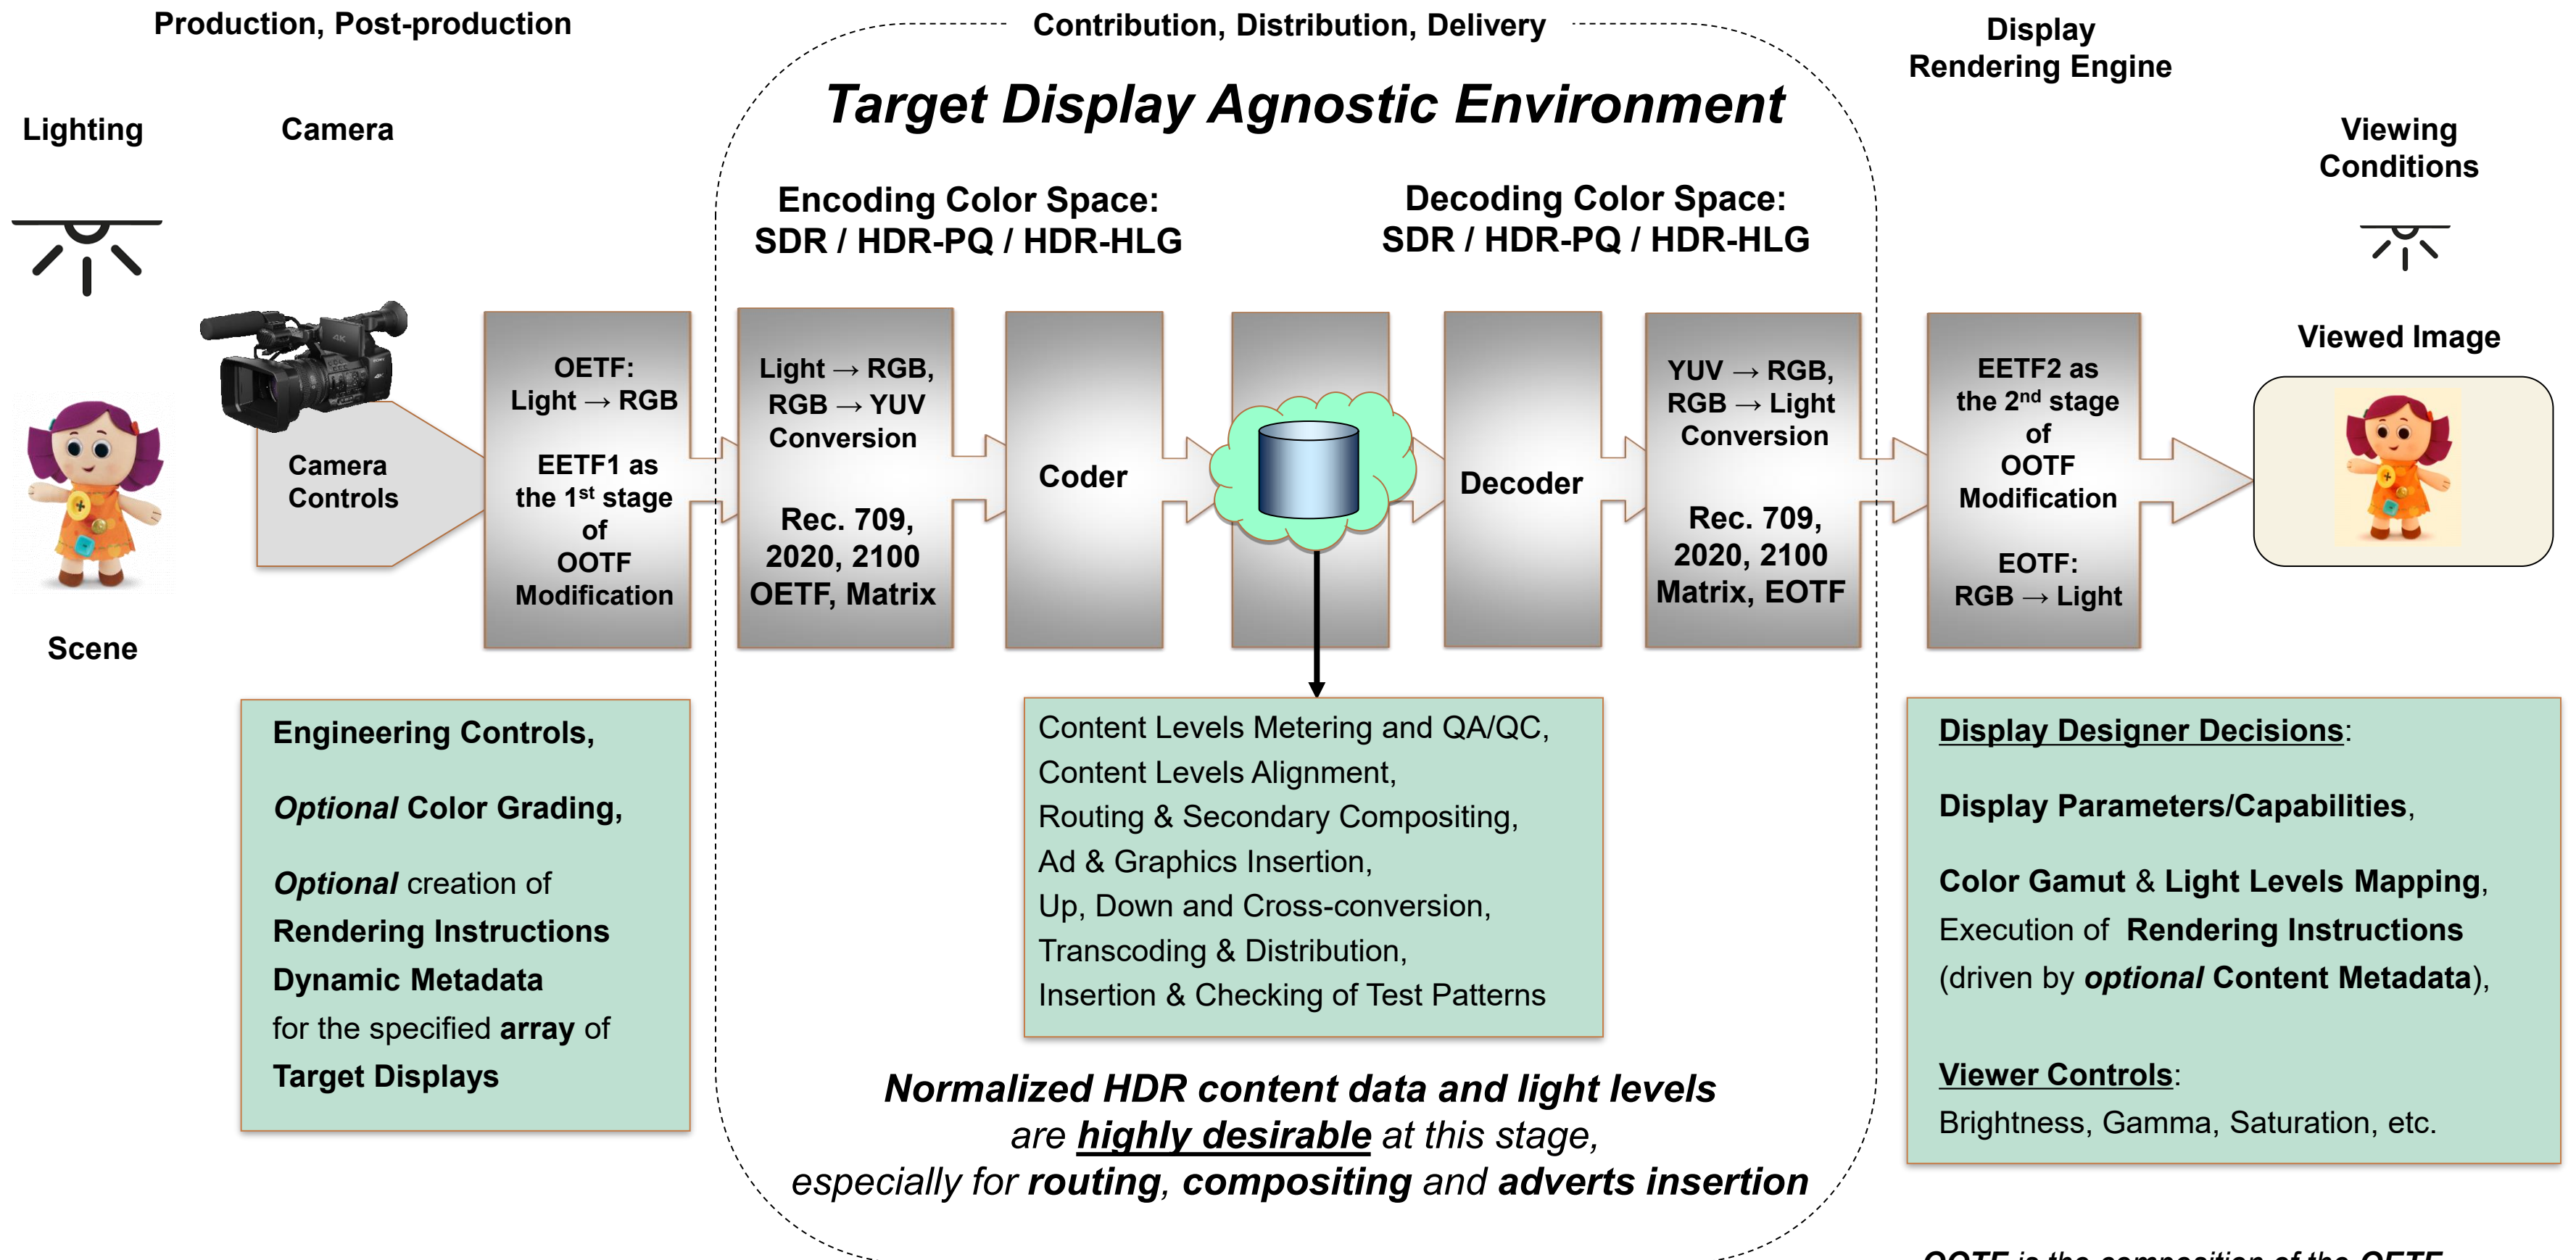 Production, Post-production
Contribution, Distribution, Delivery
Display
Rendering Engine
Target Display Agnostic Environment
Lighting
Camera
Viewing
Conditions
Encoding Color Space:
SDR / HDR-PQ / HDR-HLG
Decoding Color Space:
SDR / HDR-PQ / HDR-HLG
Viewed Image
4K
Camera
Controls
OETF:
Light → RGB
EETF1 as
the 1st stage
of
OOTF
Modification
Light → RGB,
RGB → YUV
Conversion
Rec. 709,
2020, 2100
OETF, Matrix
Coder
Decoder
YUV → RGB,
RGB → Light
Conversion
Rec. 709,
2020, 2100
Matrix, EOTF
EETF2 as
the 2nd stage
of
OOTF
Modification
EOTF:
RGB → Light
Scene
Engineering Controls,
Optional Color Grading,
Optional creation of
Rendering Instructions
Dynamic Metadata
for the specified array of
Target Displays
Content Levels Metering and QA/QC,
Content Levels Alignment,
Routing & Secondary Compositing,
Ad & Graphics Insertion,
Up, Down and Cross-conversion,
Transcoding & Distribution,
Insertion & Checking of Test Patterns
Display Designer Decisions:
Display Parameters/Capabilities,
Color Gamut & Light Levels Mapping,
Execution of Rendering Instructions
(driven by optional Content Metadata),
Viewer Controls:
Brightness, Gamma, Saturation, etc.
Normalized HDR content data and light levels
are highly desirable at this stage,
especially for routing, compositing and adverts insertion
OOTF is the composition of the OETF